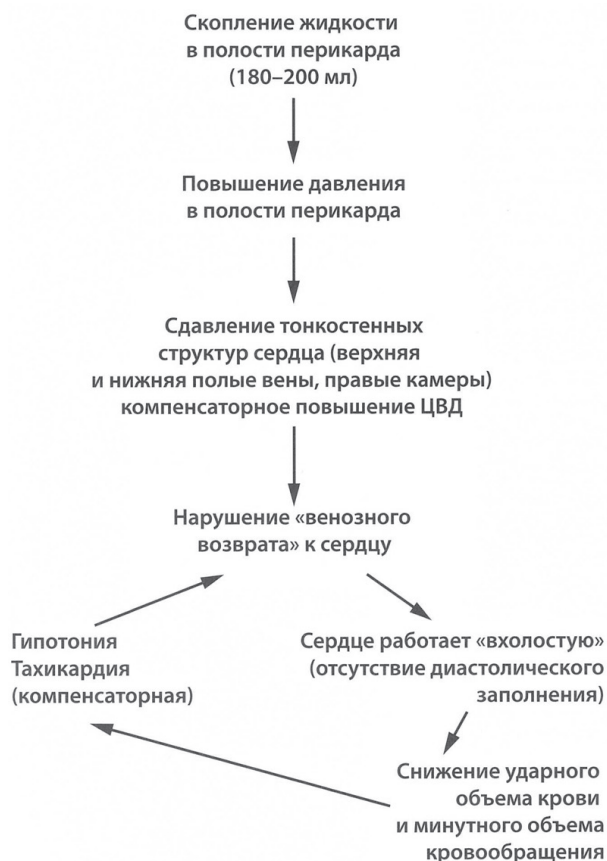 Скопление жидкости
в полости перикарда
(180–200 мл)
Повышение давления
в полости перикарда
Сдавление тонкостенных
структур сердца (верхняя
и нижняя полые вены, правые камеры)
компенсаторное повышение ЦВД
Нарушение «венозного
возврата» к сердцу
Сердце работает «вхолостую»
(отсутствие диастолического
заполнения)
Снижение ударного
объема крови
и минутного объема
кровообращения
Гипотония
Тахикардия
(компенсаторная)